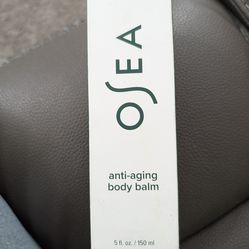 OSEA
anti-aging
body balm
5 fl. oz. / 150 ml